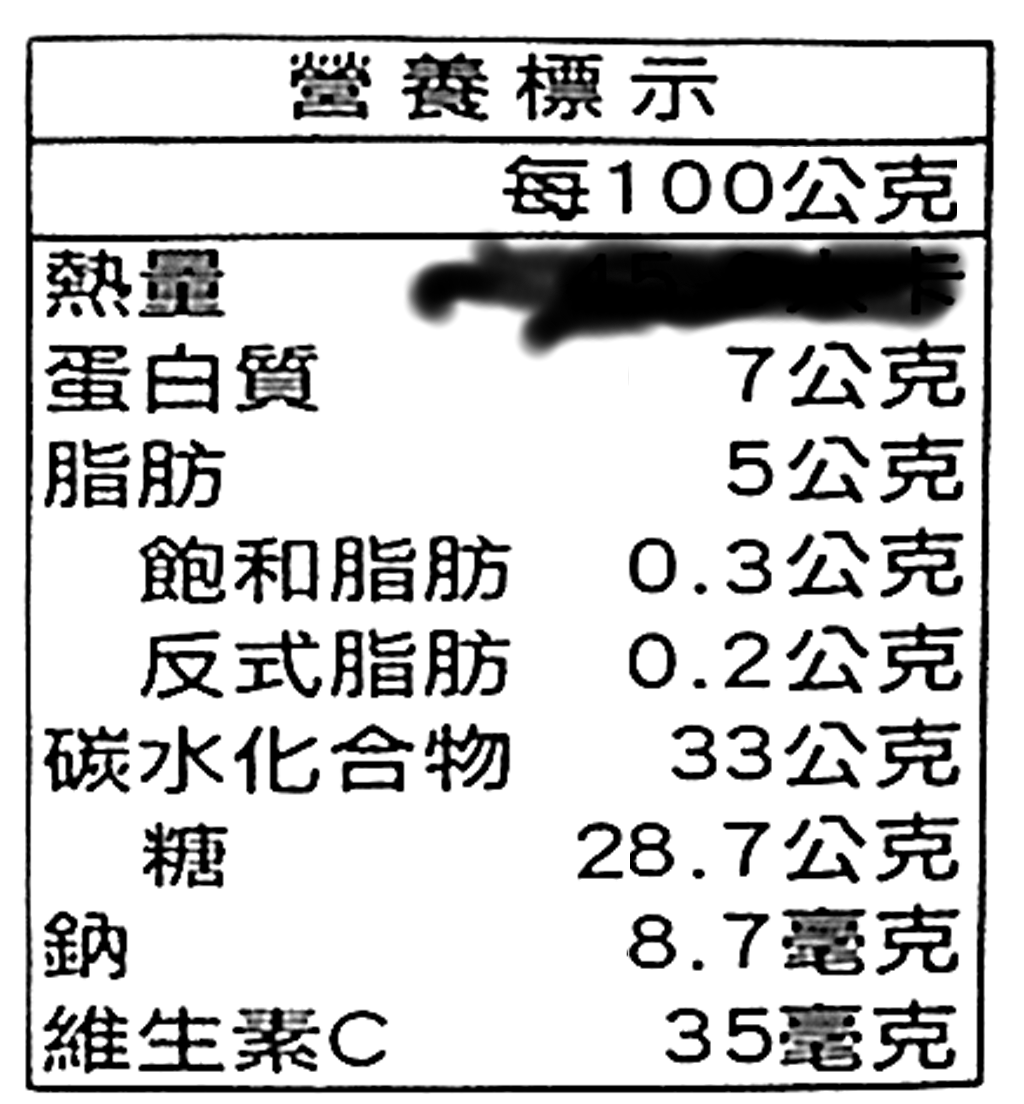 營養標示
每100公克
熱量
蛋白質 7公克
脂肪 5公克
飽和脂肪 0.3公克
反式脂肪 0.2公克
碳水化合物 33公克
糖 28.7公克
鈉 8.7毫克
維生素C 35毫克